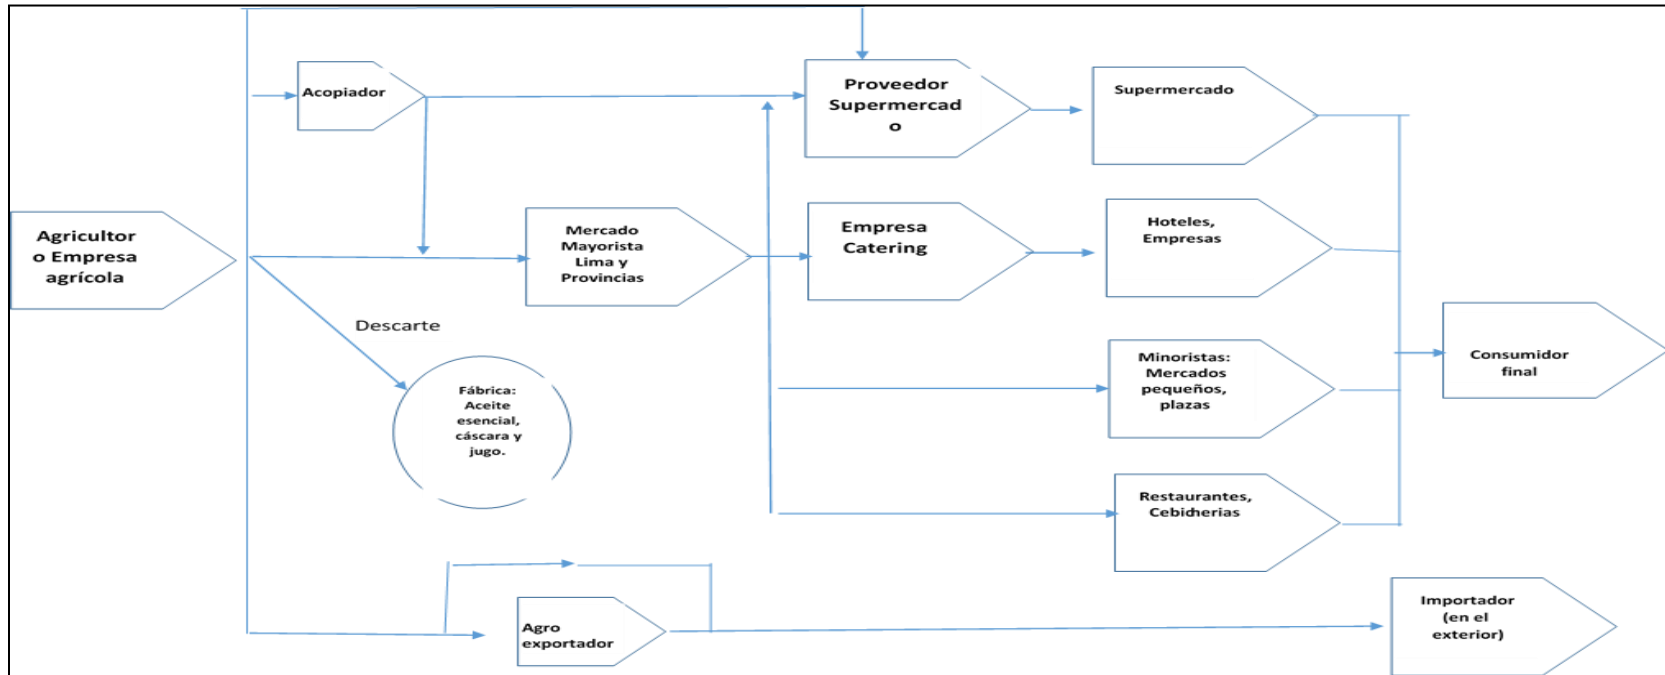 Acopiador
Proveedor
Supermercad
o
Supermercado
Agricultor
o Empresa
agrícola
Mercado
Mayorista
Lima y
Provincias
Empresa
Catering
Hoteles,
Empresas
Descarte
Fábrica:
Aceite
esencial,
cáscara y
jugo.
Minoristas:
Mercados
pequeños,
plazas
Consumidor
final
Restaurantes,
Cebicherias
Agro
exportador
Importador
(en el
exterior)